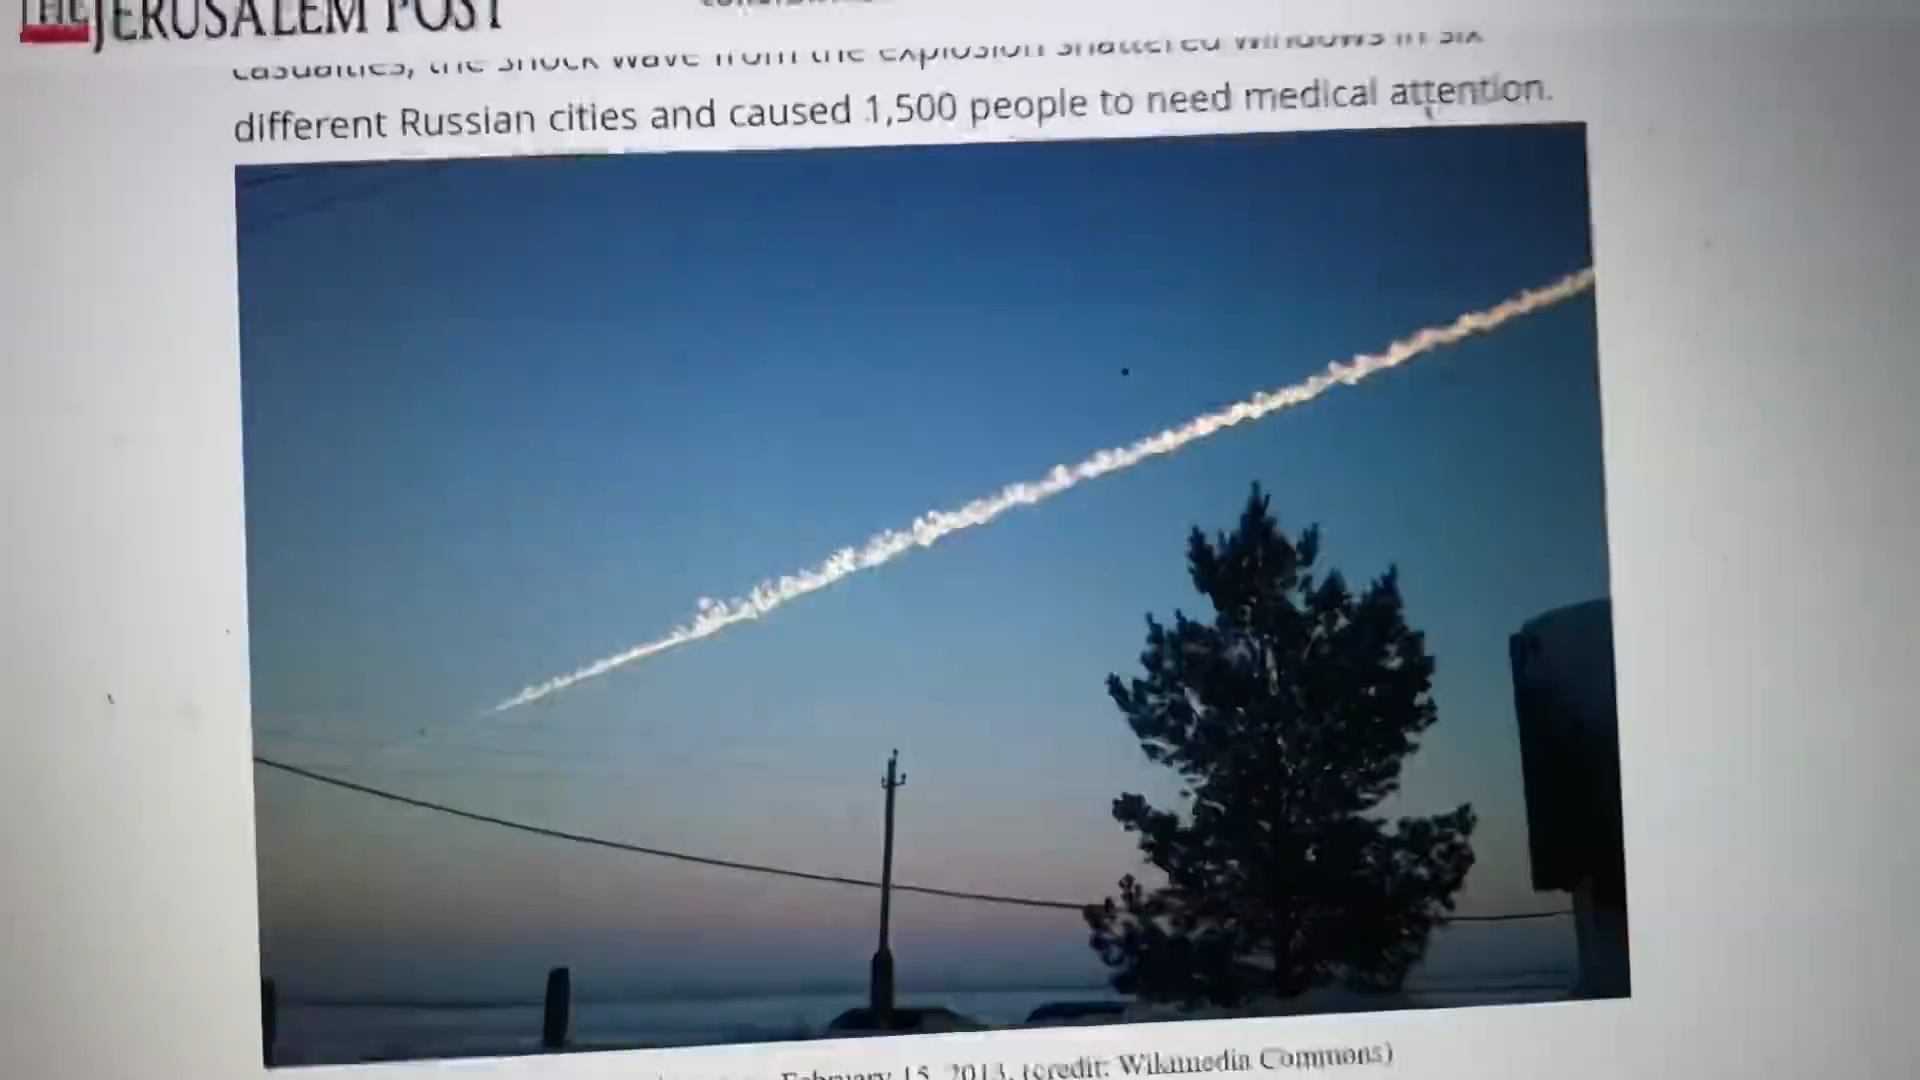 THE JERUSALEM POST
casualties, the shock wave from the explosion shattered windows in six
different Russian cities and caused 1,500 people to need medical attention.
February 15, 2013. (credit: Wikimedia Commons)